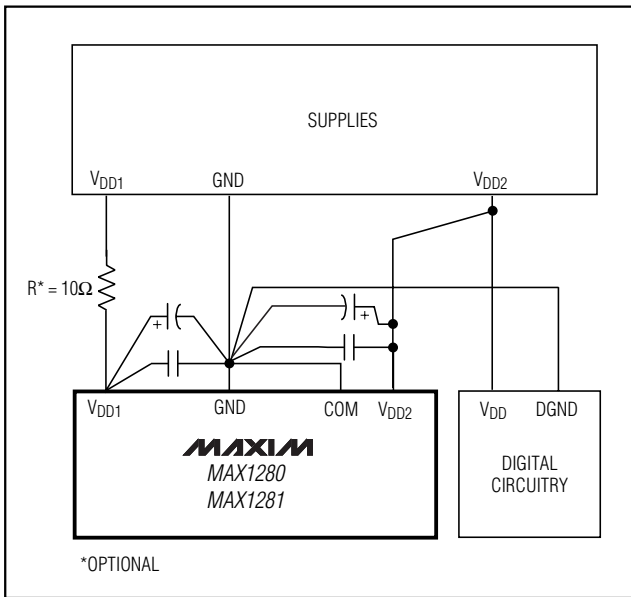 SUPPLIES
VDD1 GND VDD2
R* = 10Ω
+ +
VDD1 GND COM VDD2 VDD DGND
MAXIM
MAX1280
MAX1281
DIGITAL
CIRCUITRY
*OPTIONAL